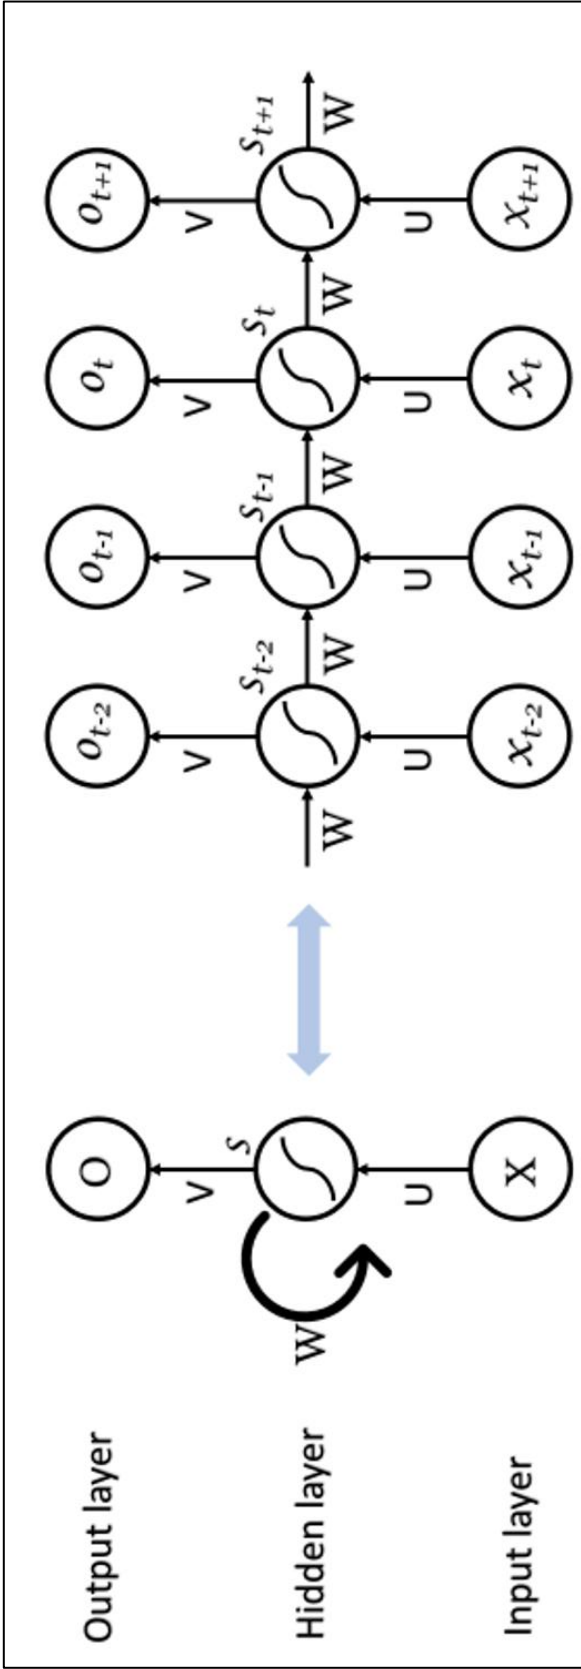 Output layer
Hidden layer
Input layer
O
V
S
W
U
X
o_{t-2} o_{t-1} o_t o_{t+1}
V V V V
s_{t-2} s_{t-1} s_t s_{t+1}
W W W W W
U U U U
x_{t-2} x_{t-1} x_t x_{t+1}